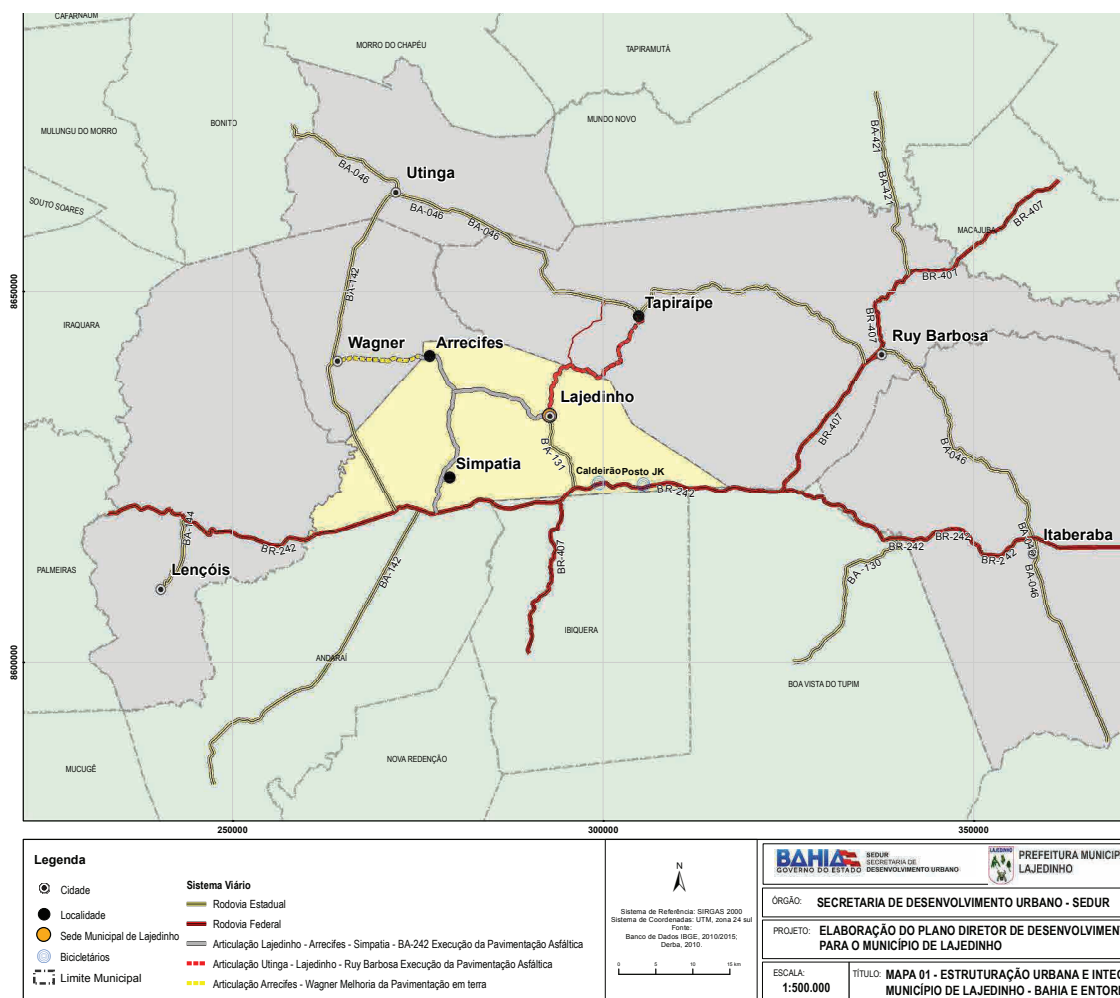 CAFARNAUM
MORRO DO CHAPÉU
TAPIRAMUTÁ
MULUNGU DO MORRO
BONITO
MUNDO NOVO
BA-421
BA-421
BA-046
Utinga
BA-046
BA-046
SOUTO SOARES
BR-407
MACAJUBA
BA-142
BR-407
8650000
Tapiraípe
IRAQUARA
BR-407
Wagner
Arrecifes
Ruy Barbosa
Lajedinho
BR-407
BA-131
BA-046
Simpatia
Caldeirão
Posto JK
BR-242
BA-144
BR-242
BR-407
BR-242
BR-242
BR-242
BA-046
Itaberaba
PALMEIRAS
Lençóis
BA-142
BA-130
BA-046
IBIQUERA
ANDARAÍ
8600000
BOA VISTA DO TUPIM
NOVA REDENÇÃO
MUCUGÊ
250000
300000
350000
Legenda
Cidade
Localidade
Sede Municipal de Lajedinho
Bicicletários
Limite Municipal
Sistema Viário
Rodovia Estadual
Rodovia Federal
Articulação Lajedinho - Arrecifes - Simpatia - BA-242 Execução da Pavimentação Asfáltica
Articulação Utinga - Lajedinho - Ruy Barbosa Execução da Pavimentação Asfáltica
Articulação Arrecifes - Wagner Melhoria da Pavimentação em terra
N
Sistema de Referência: SIRGAS 2000
Sistema de Coordenadas: UTM, zona 24 sul
Fonte:
Banco de Dados IBGE, 2010/2015;
Derba, 2010.
0 5 10 15 km
BAHIA
GOVERNO DO ESTADO
SEDUR
SECRETARIA DE
DESENVOLVIMENTO URBANO
LAJEDINHO
PREFEITURA MUNICIP
LAJEDINHO
ÓRGÃO: SECRETARIA DE DESENVOLVIMENTO URBANO - SEDUR
PROJETO: ELABORAÇÃO DO PLANO DIRETOR DE DESENVOLVIMEN
PARA O MUNICÍPIO DE LAJEDINHO
ESCALA:
1:500.000
TÍTULO: MAPA 01 - ESTRUTURAÇÃO URBANA E INTEG
MUNICÍPIO DE LAJEDINHO - BAHIA E ENTOR